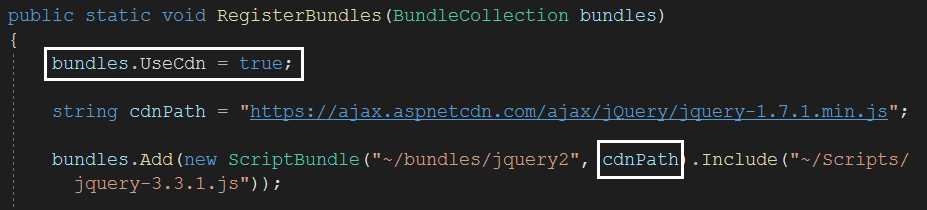 public static void RegisterBundles(BundleCollection bundles)
{
bundles.UseCdn = true;
string cdnPath = "https://ajax.aspnetcdn.com/ajax/jQuery/jquery-1.7.1.min.js";
bundles.Add(new ScriptBundle("~/bundles/jquery2", cdnPath).Include("~/Scripts/
jquery-3.3.1.js"));